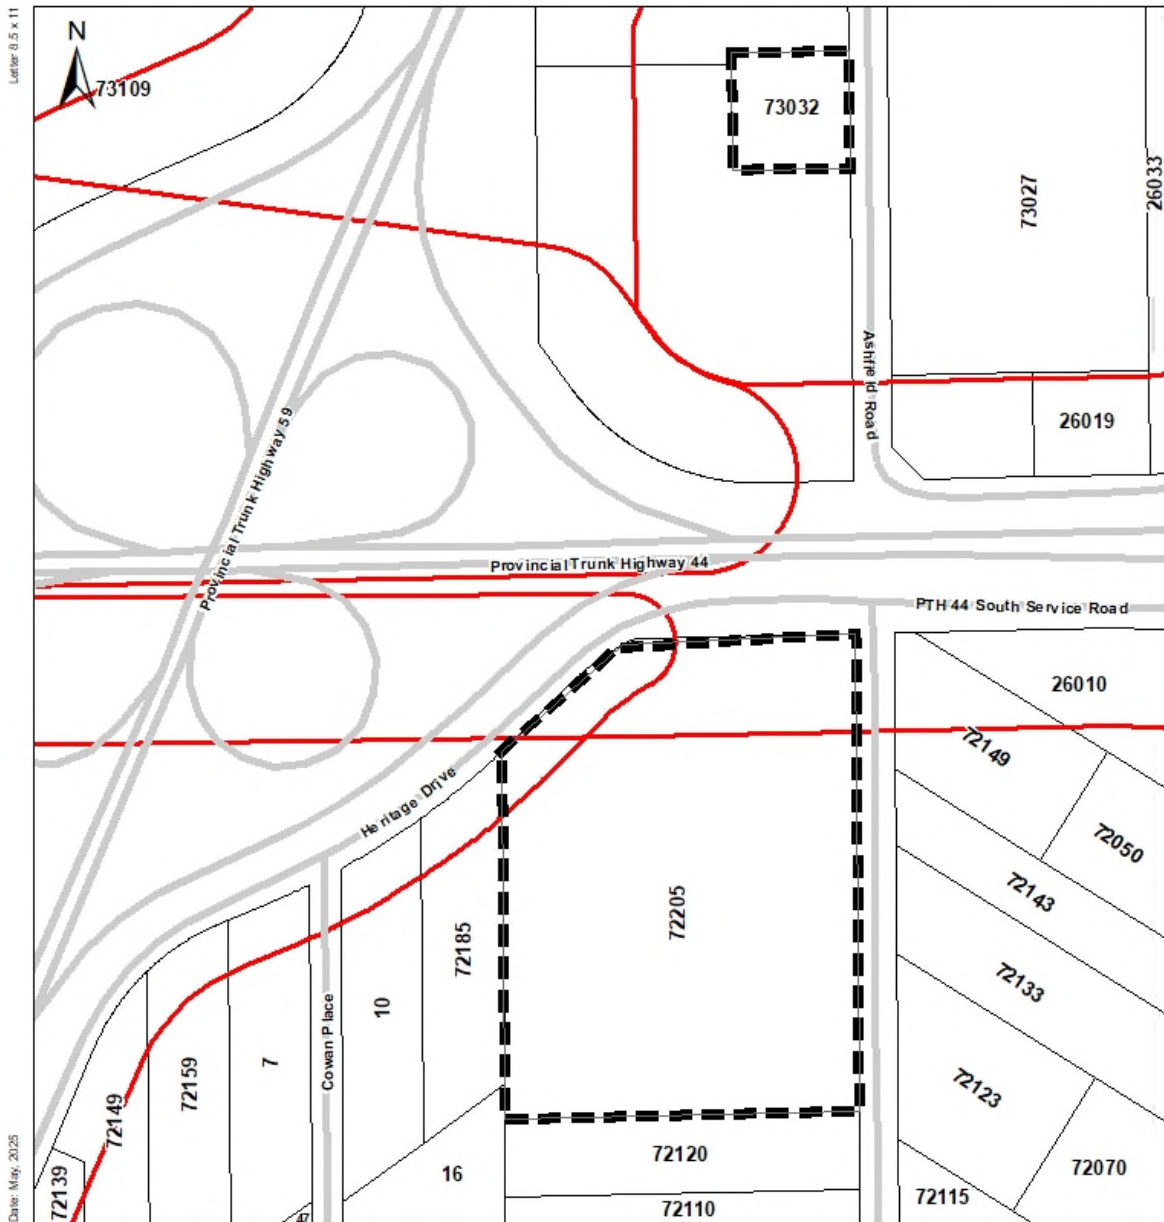 Letter 8.5 x 11
N
73109
73032
73027
26033
Ashfield Road
26019
Provincial Trunk Highway 59
Provincial Trunk Highway 44
PTH 44 South Service Road
26010
72149
72050
Heritage Drive
72143
72205
72185
72133
10
Cowan Place
7
72159
72123
72149
72120
72070
16
72139
72115
72110
47
Date: May, 2025